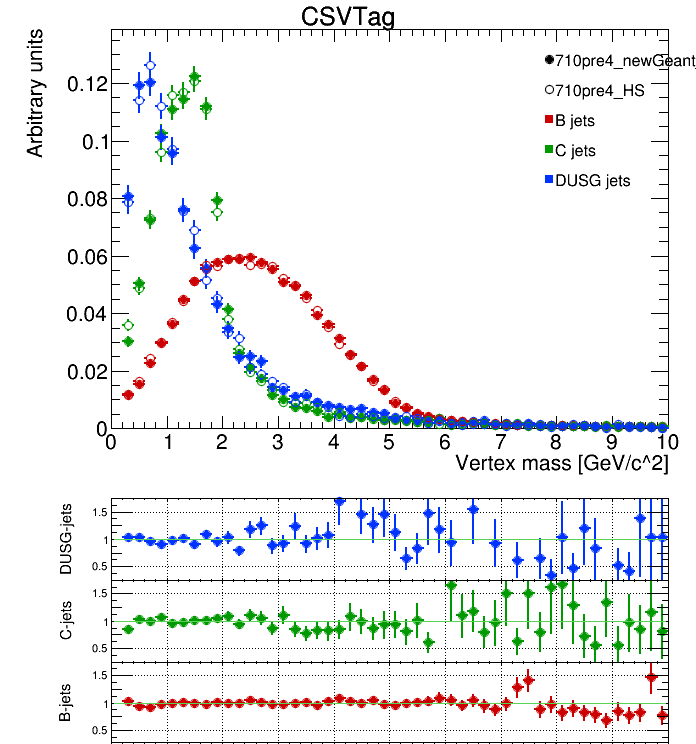 CSVTag
Arbitrary units
710pre4_newGeant
710pre4_HS
B jets
C jets
DUSG jets
0.12
0.1
0.08
0.06
0.04
0.02
0
0 1 2 3 4 5 6 7 8 9 10
Vertex mass [GeV/c^2]
DUSG-jets
1.5
1
0.5
C-jets
1.5
1
0.5
B-jets
1.5
1
0.5